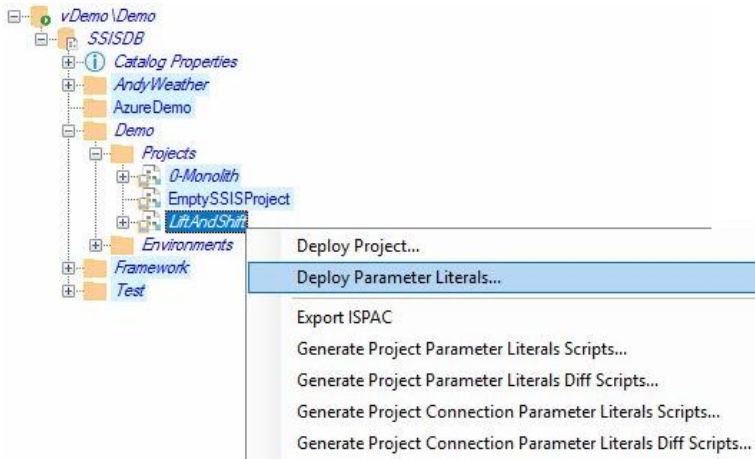 vDemo\Demo
SSISDB
Catalog Properties
AndyWeather
AzureDemo
Demo
Projects
0-Monolith
EmptySSISProject
LiftAndShift
Environments
Framework
Test
Deploy Project...
Deploy Parameter Literals...
Export ISPAC
Generate Project Parameter Literals Scripts...
Generate Project Parameter Literals Diff Scripts...
Generate Project Connection Parameter Literals Scripts...
Generate Project Connection Parameter Literals Diff Scripts...